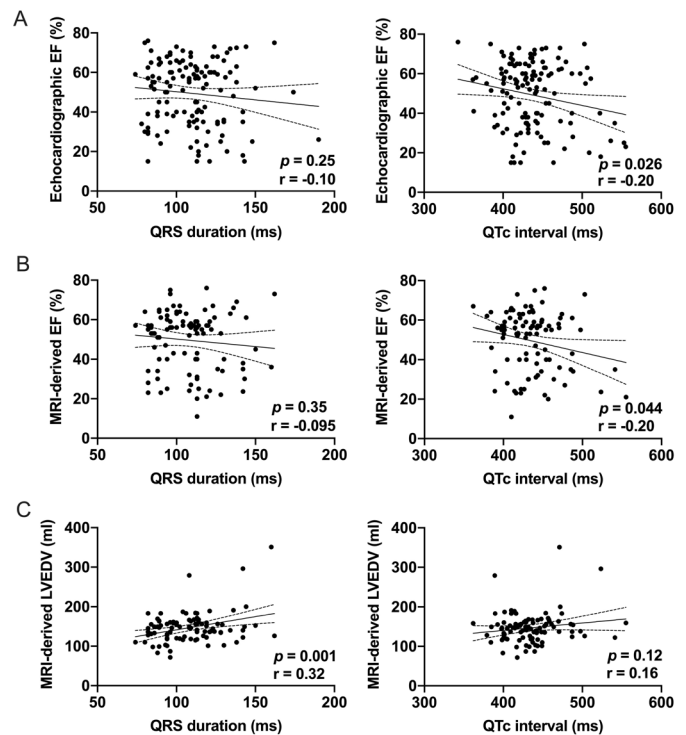 A
Echocardiographic EF (%)
80
60
40
20
0
p = 0.25
r = -0.10
50
100
150
200
QRS duration (ms)
Echocardiographic EF (%)
80
60
40
20
0
p = 0.026
r = -0.20
300
400
500
600
QTc interval (ms)
B
MRI-derived EF (%)
80
60
40
20
0
p = 0.35
r = -0.095
50
100
150
200
QRS duration (ms)
MRI-derived EF (%)
80
60
40
20
0
p = 0.044
r = -0.20
300
400
500
600
QTc interval (ms)
C
MRI-derived LVEDV (ml)
400
300
200
100
0
p = 0.001
r = 0.32
50
100
150
200
QRS duration (ms)
MRI-derived LVEDV (ml)
400
300
200
100
0
p = 0.12
r = 0.16
300
400
500
600
QTc interval (ms)